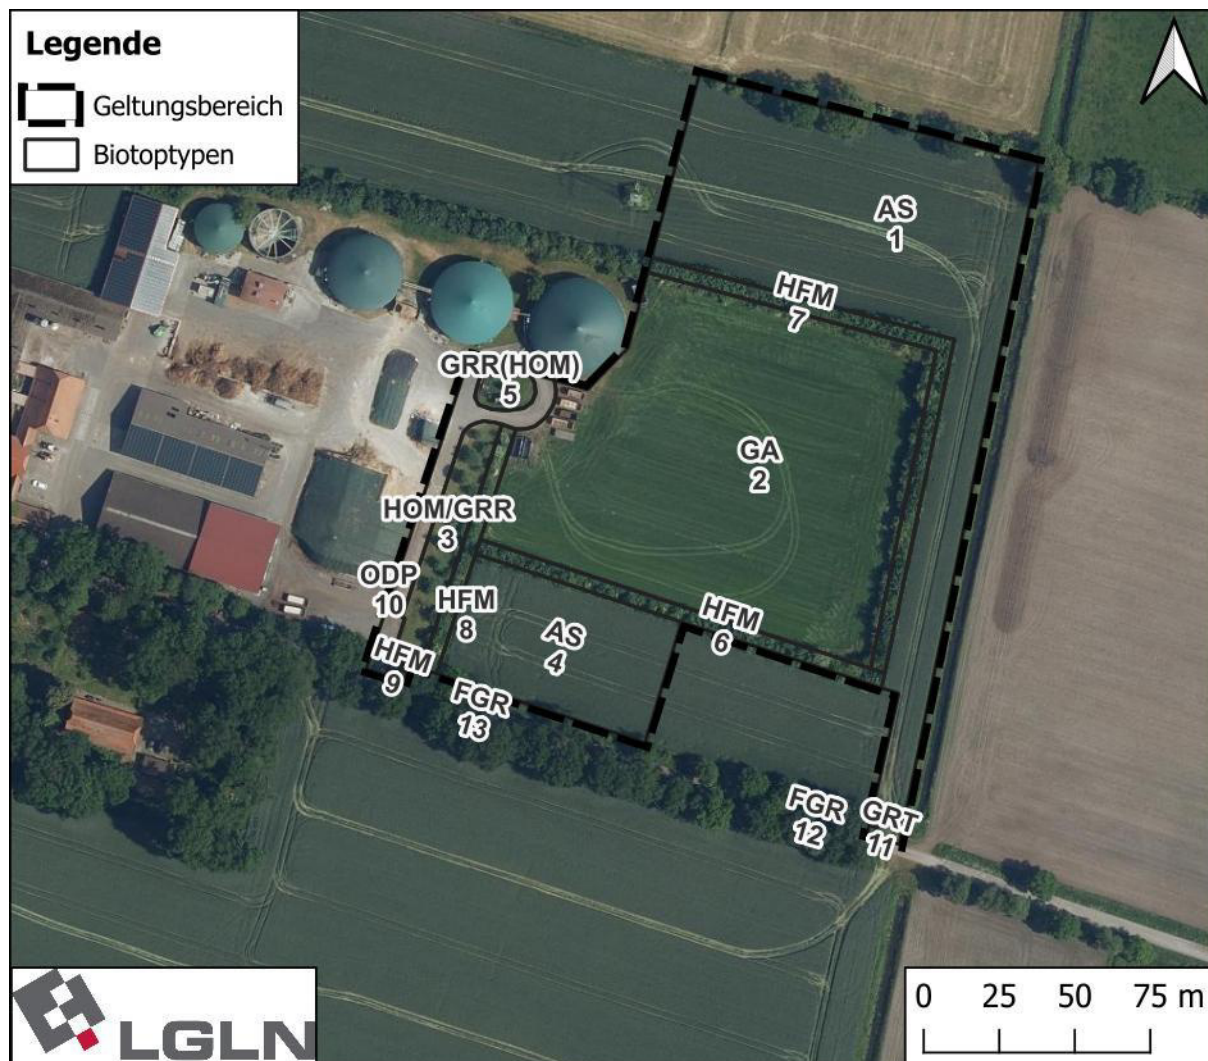 Legende
Geltungsbereich
Biotoptypen
AS
1
HFM
7
GRR(HOM)
5
GA
2
HOM/GRR
3
ODP
10
HFM
8
AS
4
HFM
6
HFM
9
FGR
13
FGR
12
GRT
11
LGLN
0 25 50 75 m